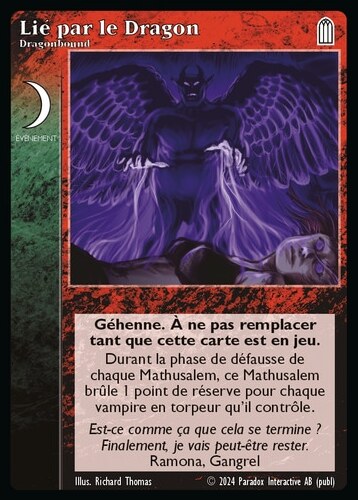 Lié par le Dragon
Dragonbound
ÉVÉNEMENT
Géhenne. À ne pas remplacer
tant que cette carte est en jeu.
Durant la phase de défausse de
chaque Mathusalem, ce Mathusalem
brûle 1 point de réserve pour chaque
vampire en torpeur qu'il contrôle.
Est-ce comme ça que cela se termine ?
Finalement, je vais peut-être rester.
Ramona, Gangrel
Illus. Richard Thomas
© 2024 Paradox Interactive AB (publ)